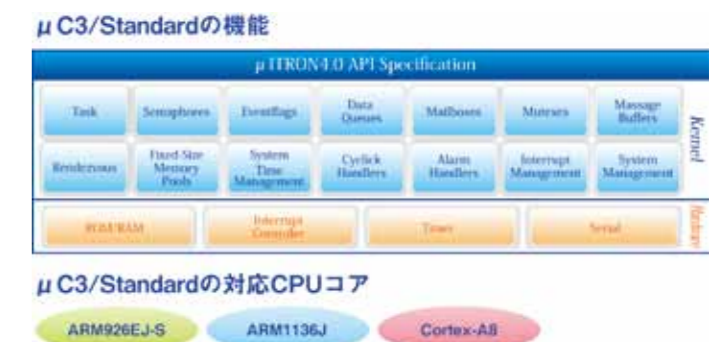 μC3/Standardの機能
μITRON4.0 API Specification
Task
Semaphores
Eventflags
Data
Queues
Mailboxes
Mutexes
Massage
Buffers
Kernel
Rendezvous
Fixed Size
Memory
Pools
System
Time
Management
Cyclick
Handlers
Alarm
Handlers
Interrupt
Management
System
Management
ROM/RAM
Interrupt
Controller
Timer
Serial
Hardware
μC3/Standardの対応CPUコア
ARM926EJ-S
ARM1136J
Cortex-A8